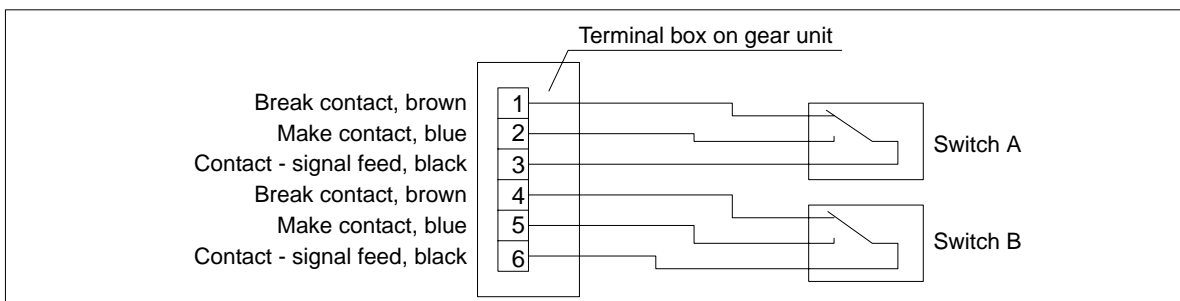 Terminal box on gear unit
Break contact, brown 1
Make contact, blue 2
Contact - signal feed, black 3
Switch A
Break contact, brown 4
Make contact, blue 5
Contact - signal feed, black 6
Switch B